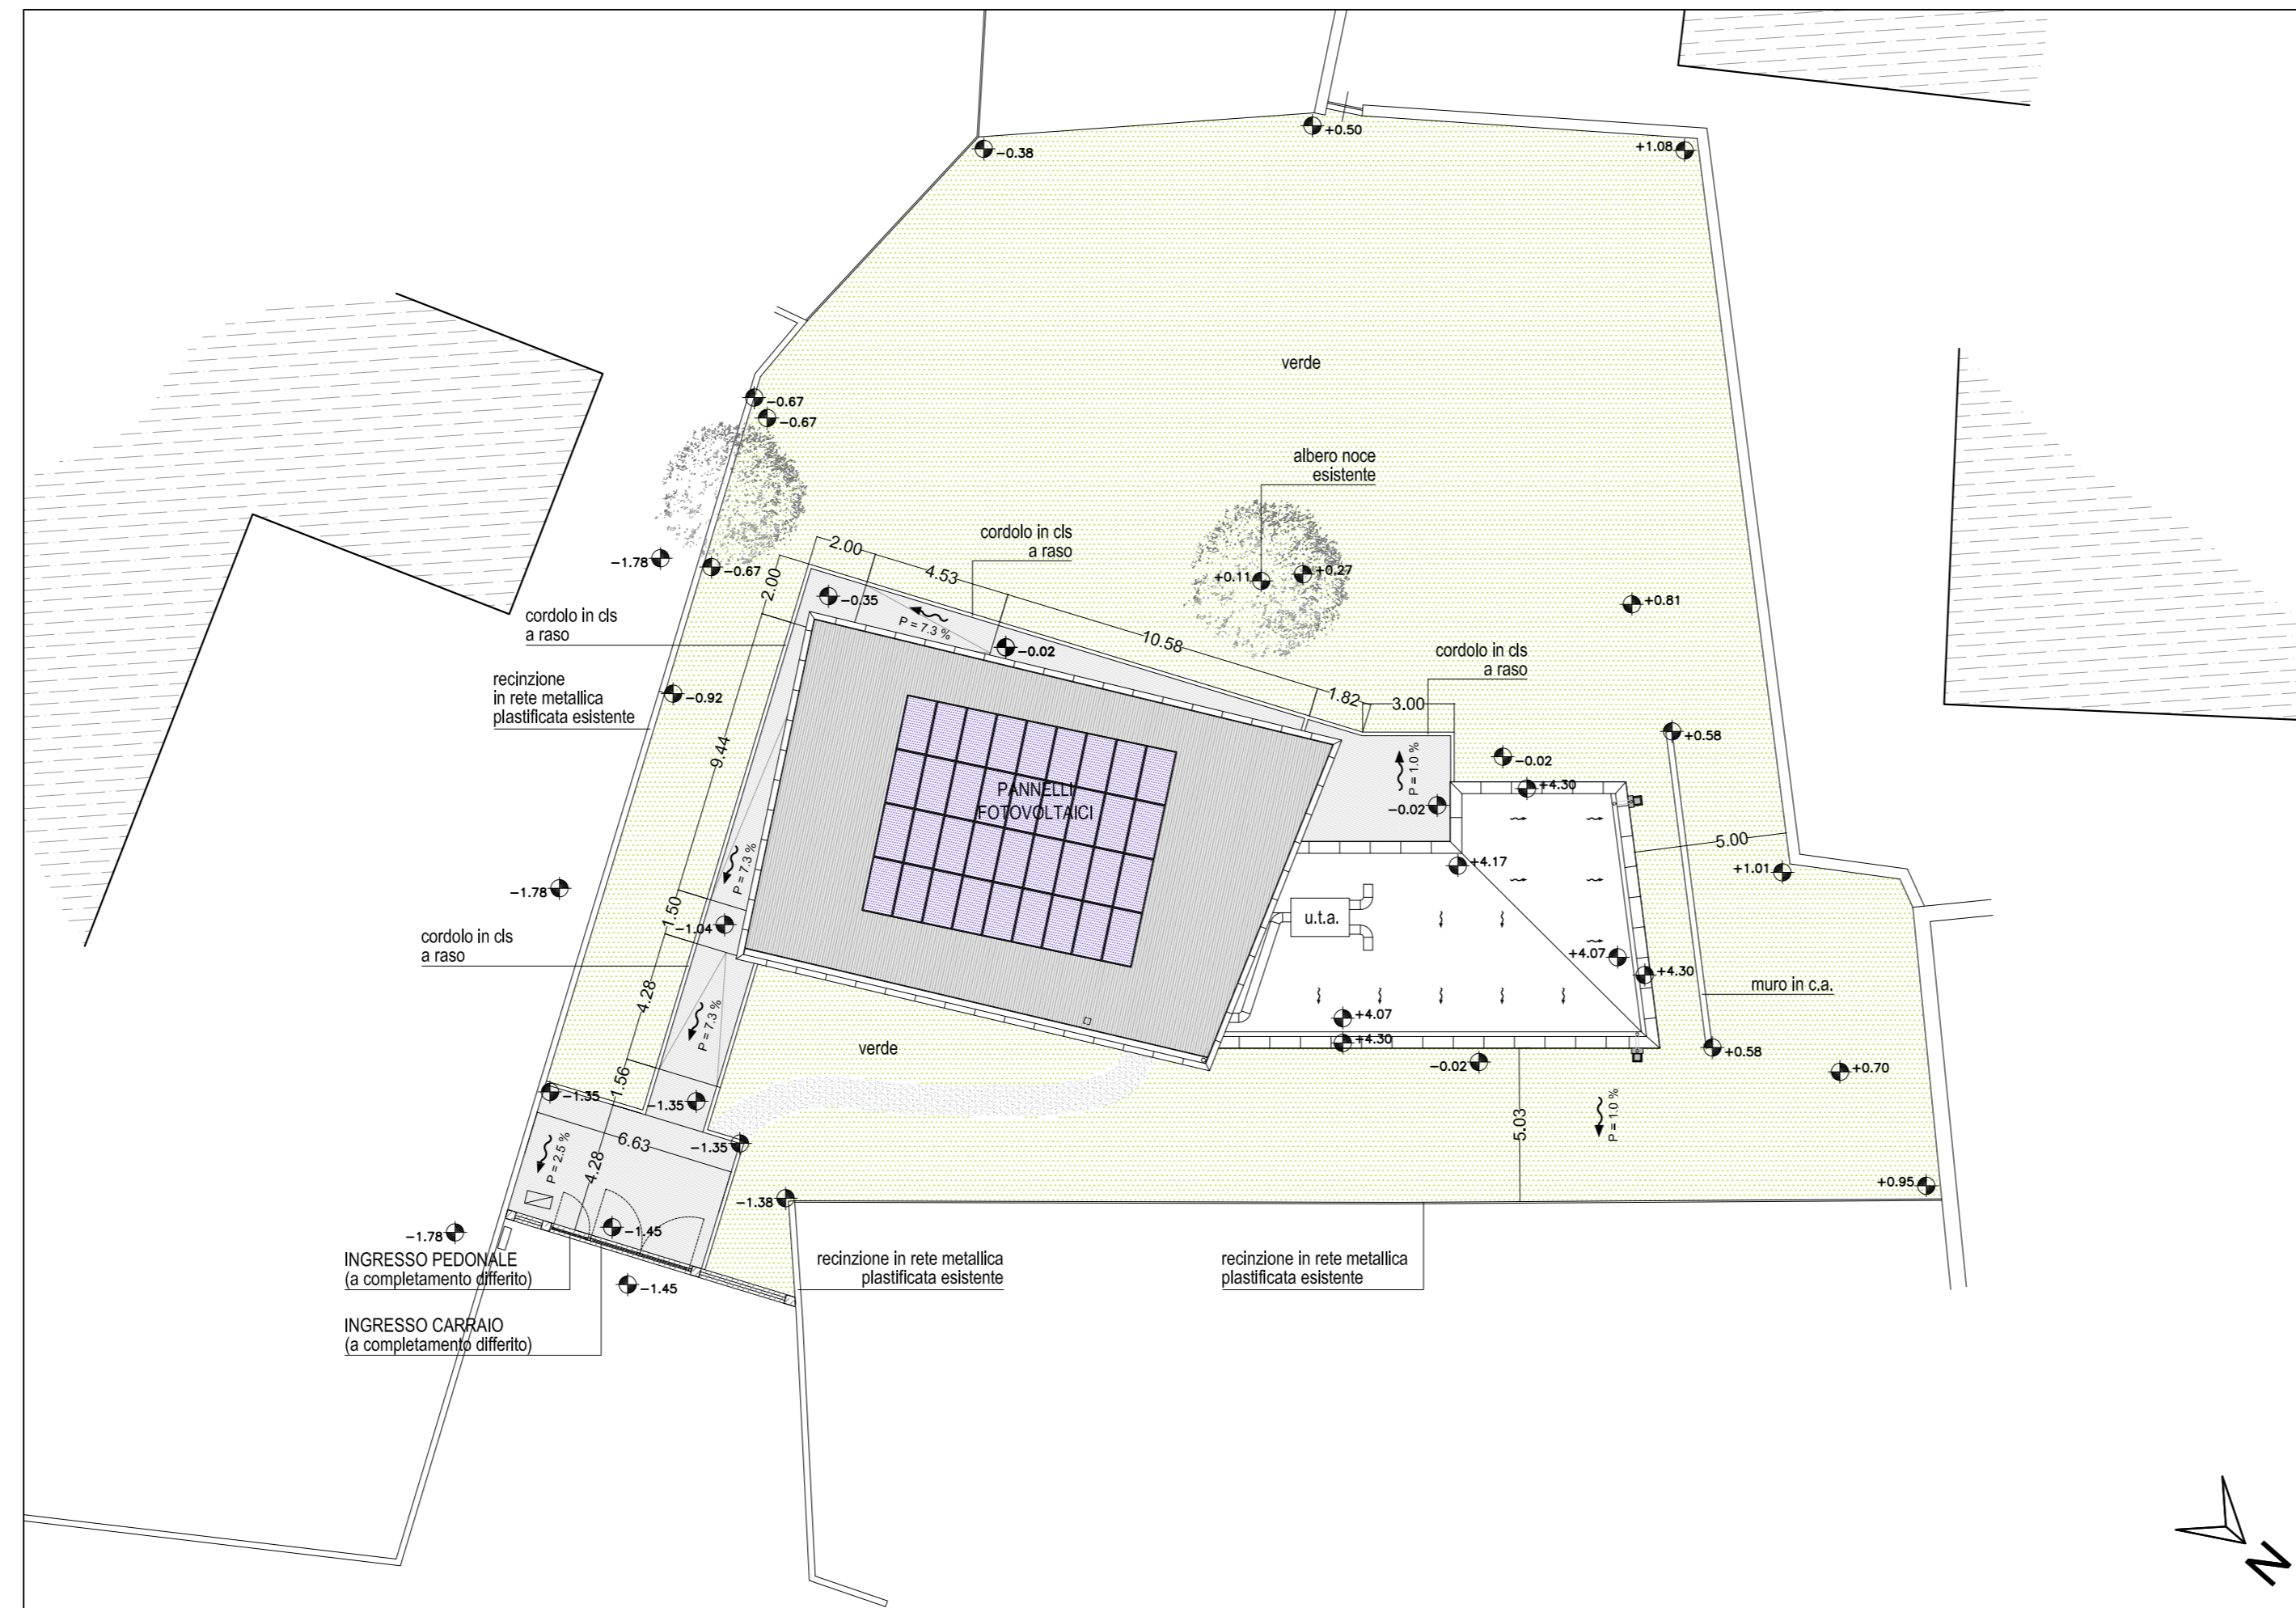 +0.50
-0.38
+1.08
verde
-0.67
-0.67
albero noce
esistente
cordolo in cls
a raso
2.00
4.53
-1.78
-0.67
2.00
+0.11
+0.27
-0.35
+0.81
cordolo in cls
a raso
P = 7.3 %
10.58
-0.02
cordolo in cls
a raso
recinzione
in rete metallica
plastificata esistente
-0.92
1.82
3.00
+0.58
9.44
-0.02
P = 1.0 %
PANNELLI
FOTOVOLTAICI
+4.30
-0.02
5.00
P = 7.3 %
+4.17
+1.01
-1.78
1.50
-1.04
u.t.a.
cordolo in cls
a raso
+4.07
+4.30
muro in c.a.
4.28
P = 7.3 %
+4.07
+4.30
verde
-0.02
+0.58
+0.70
1.56
-1.35
-1.35
P = 1.0 %
5.03
6.63
-1.35
P = 2.5 %
4.28
-1.38
+0.95
-1.78
-1.45
INGRESSO PEDONALE
(a completamento differito)
-1.45
recinzione in rete metallica
plastificata esistente
recinzione in rete metallica
plastificata esistente
INGRESSO CARRAIO
(a completamento differito)
N